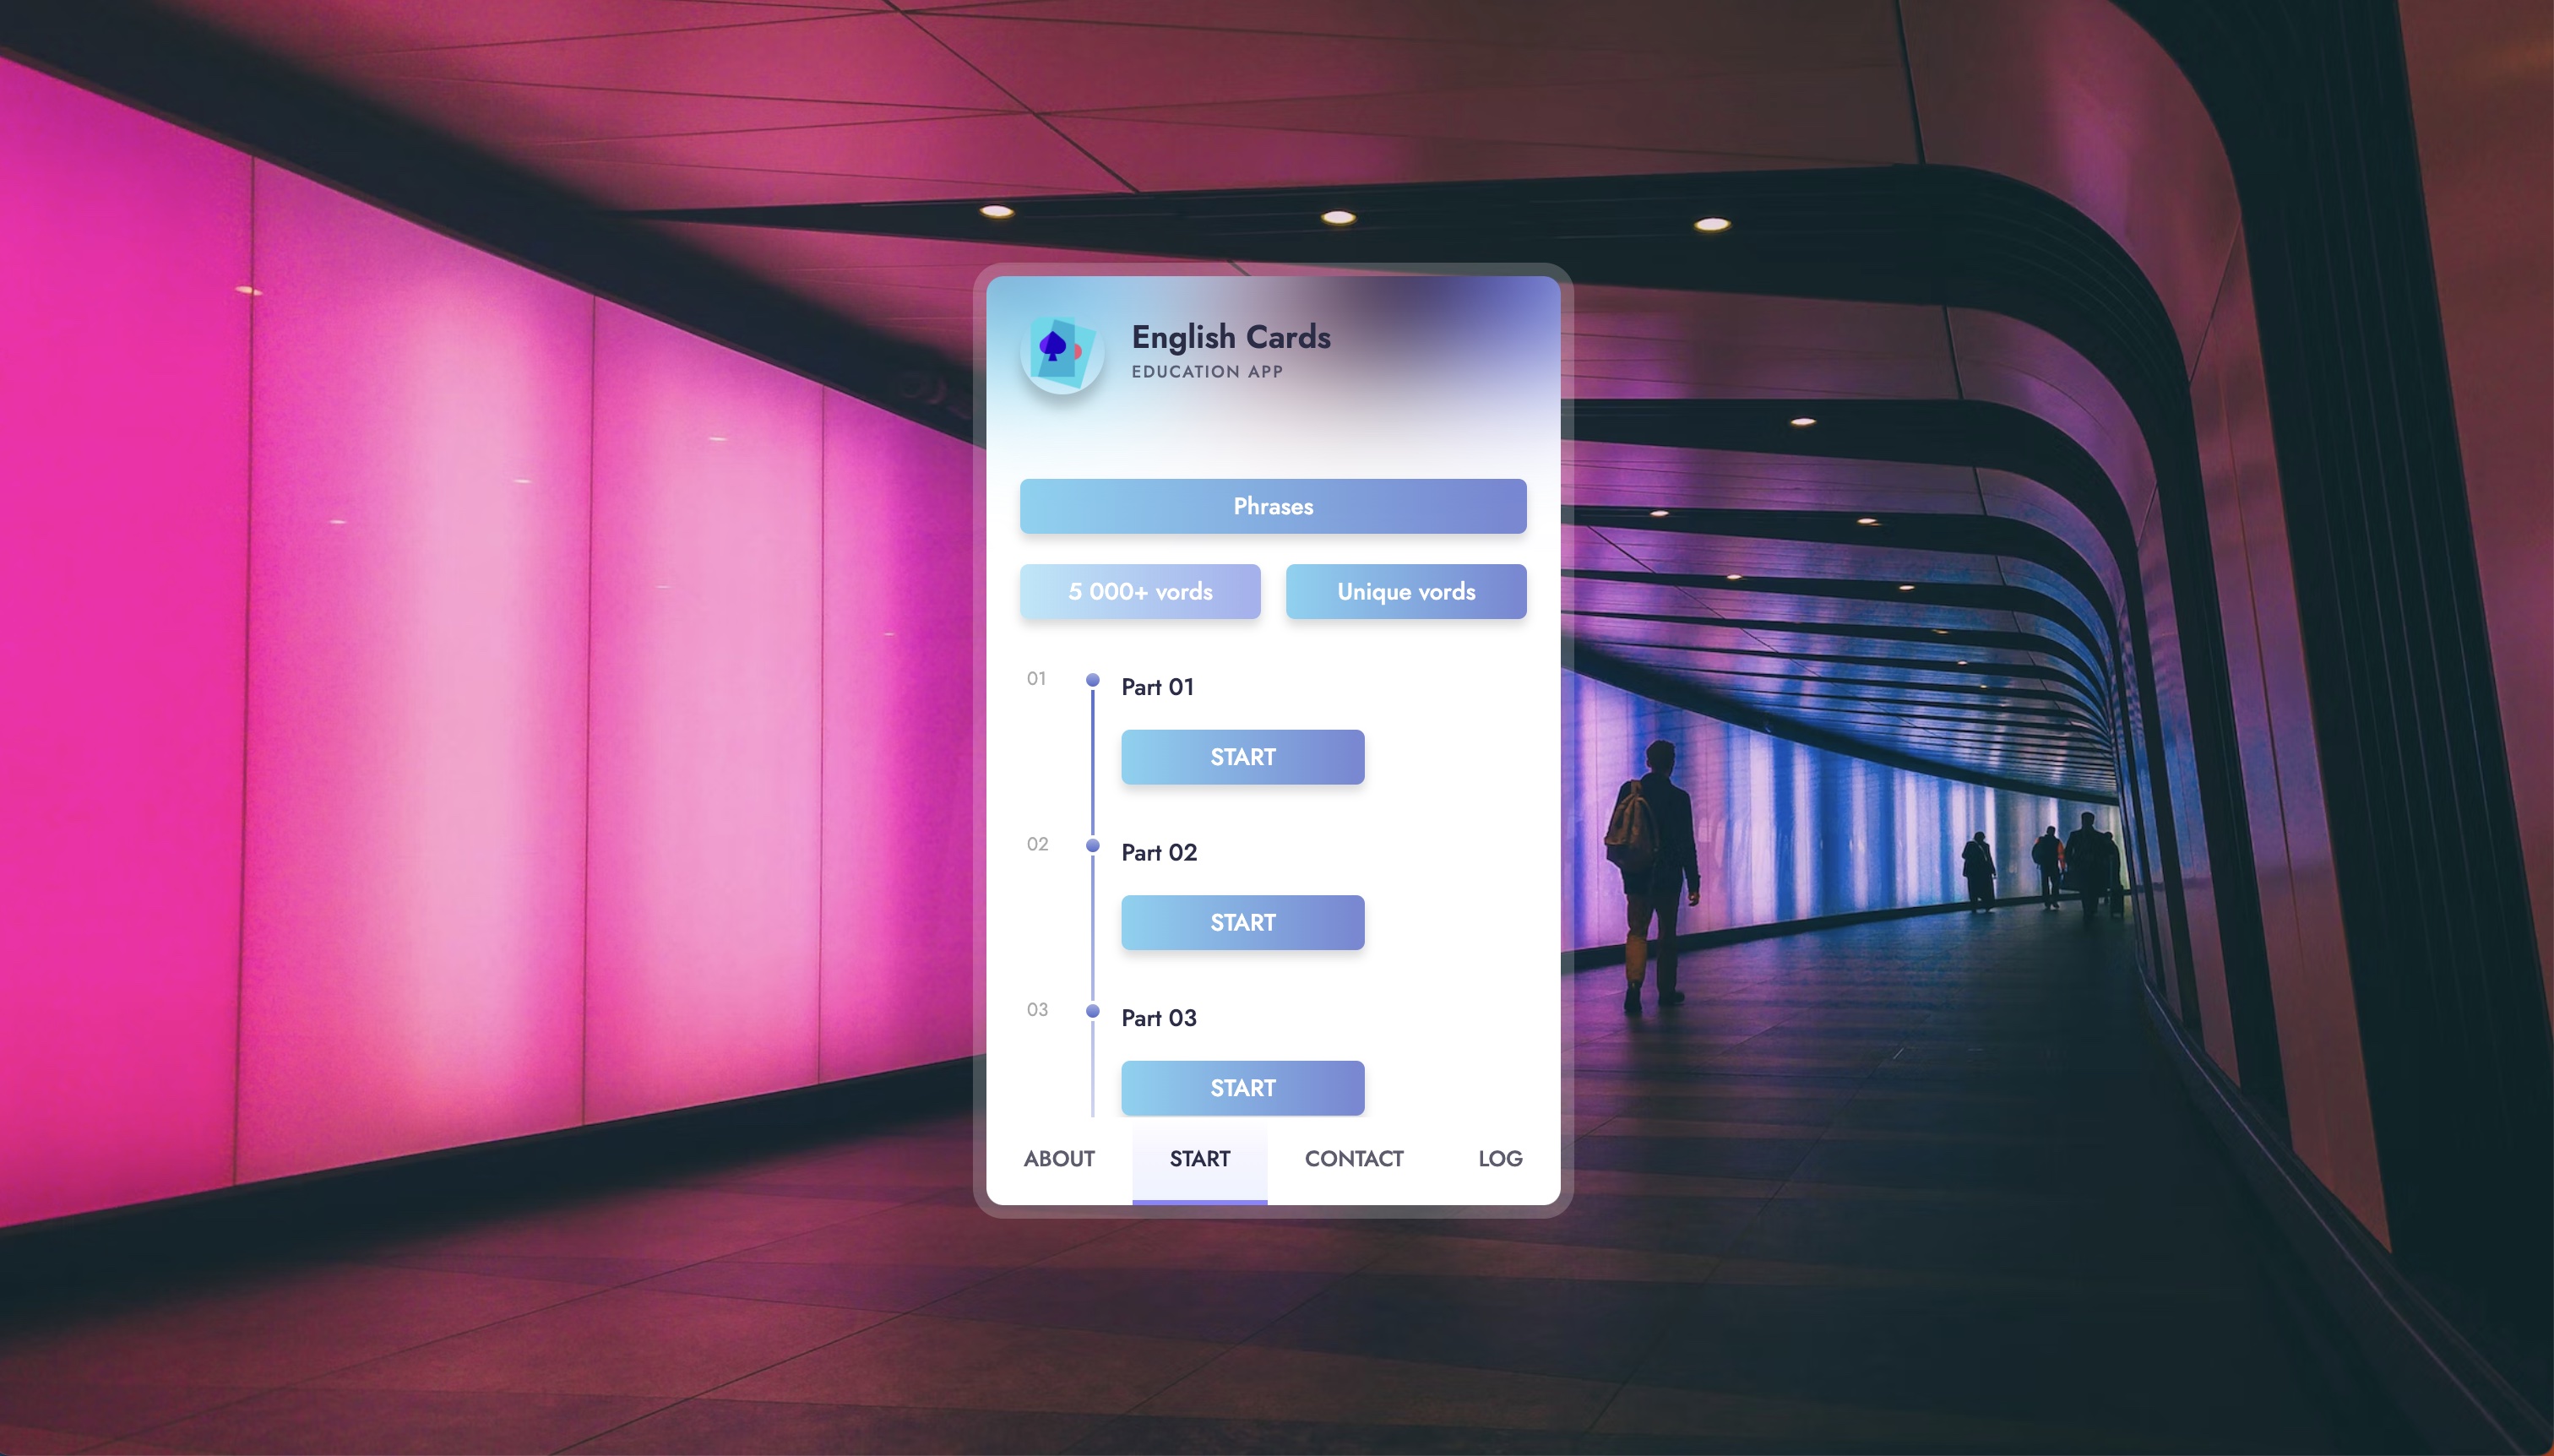 English Cards
EDUCATION APP
Phrases
5 000+ vords
Unique vords
01
Part 01
START
02
Part 02
START
03
Part 03
START
ABOUT
START
CONTACT
LOG